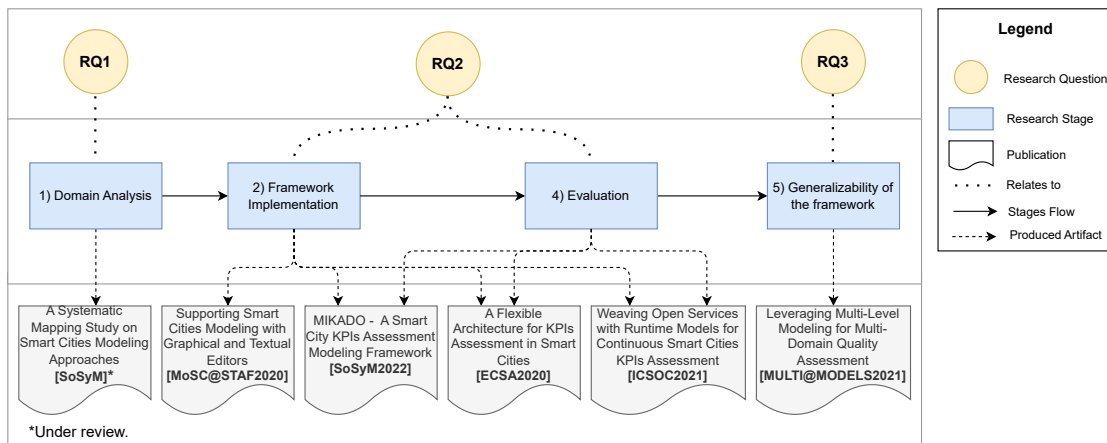 RQ1
RQ2
RQ3
1) Domain Analysis
2) Framework
Implementation
4) Evaluation
5) Generalizability of
the framework
A Systematic
Mapping Study on
Smart Cities Modeling
Approaches
[SoSyM]*
Supporting Smart
Cities Modeling with
Graphical and Textual
Editors
[MoSC@STAF2020]
MIKADO - A Smart
City KPIs Assessment
Modeling Framework
[SoSyM2022]
A Flexible
Architecture for KPIs
Assessment in Smart
Cities
[ECSA2020]
Weaving Open Services
with Runtime Models for
Continuous Smart Cities
KPIs Assessment
[ICSOC2021]
Leveraging Multi-Level
Modeling for Multi-
Domain Quality
Assessment
[MULTI@MODELS2021]
*Under review.
Legend
Research Question
Research Stage
Publication
Relates to
Stages Flow
Produced Artifact